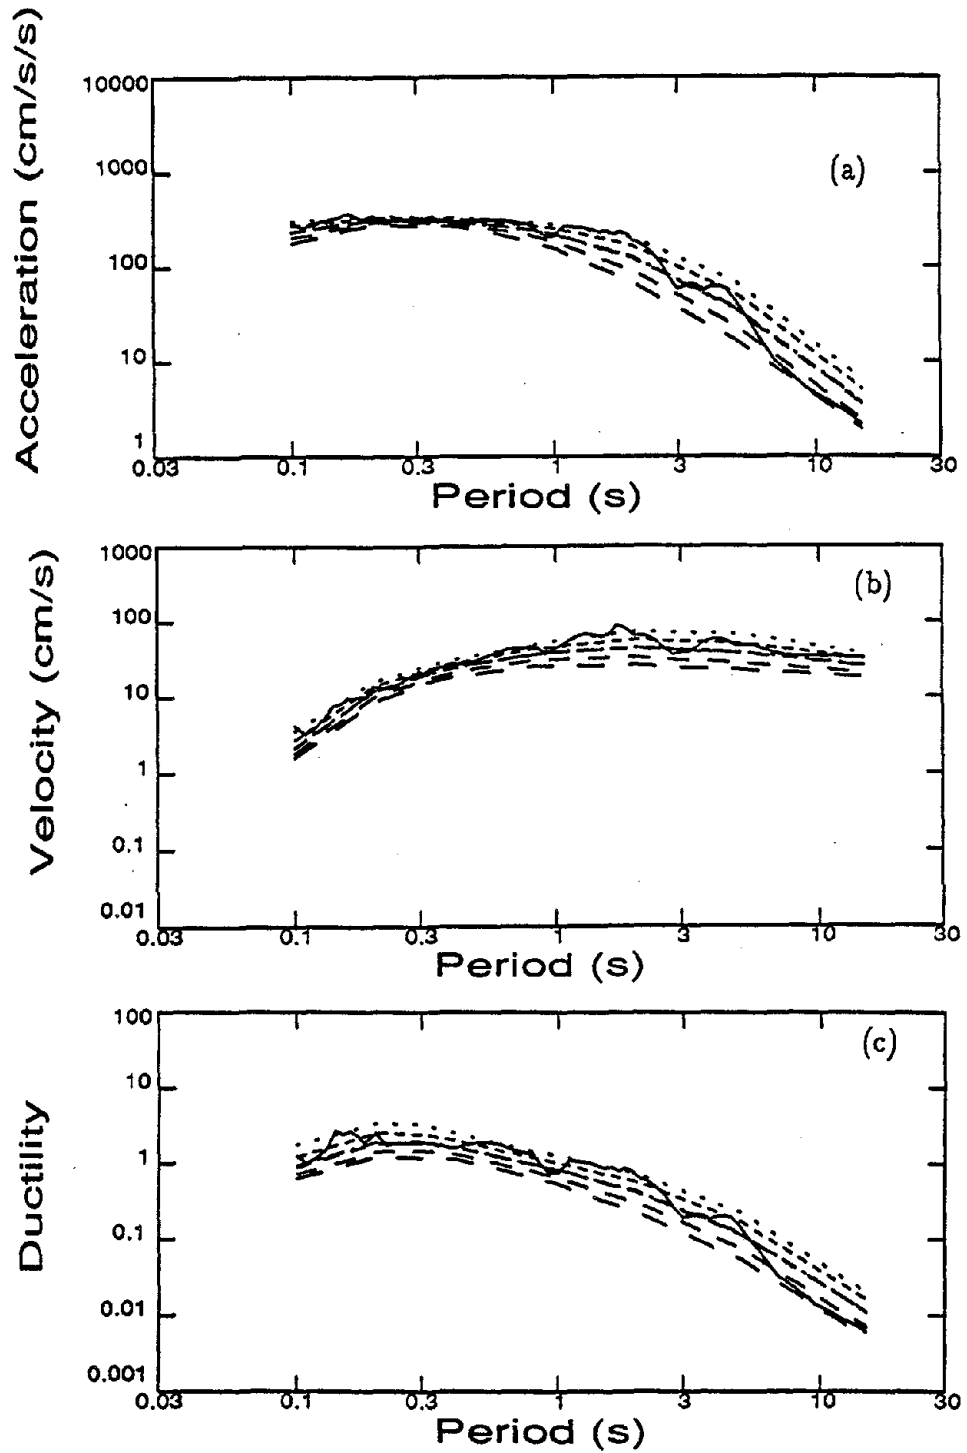 Acceleration (cm/s/s)
10000
1000
100
10
1
(a)
0.03 0.1 0.3 1 3 10 30
Period (s)
Velocity (cm/s)
1000
100
10
1
0.1
0.01
(b)
0.03 0.1 0.3 1 3 10 30
Period (s)
Ductility
100
10
1
0.1
0.01
0.001
(c)
0.03 0.1 0.3 1 3 10 30
Period (s)